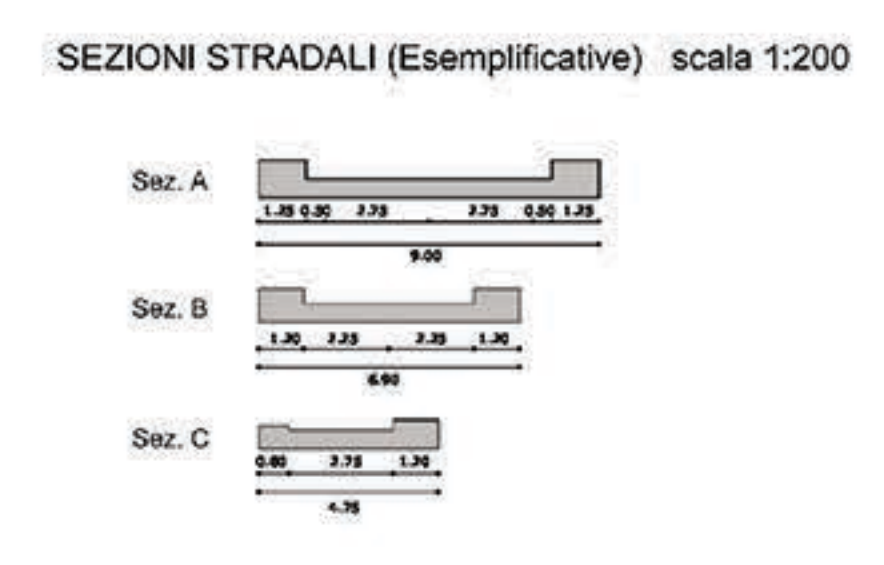 SEZIONI STRADALI (Esemplificative) scala 1:200
Sez. A
1.25 0.50 2.75 2.75 0.50 1.25
9.00
Sez. B
1.20 2.25 2.25 1.20
6.90
Sez. C
0.80 2.75 1.20
4.75